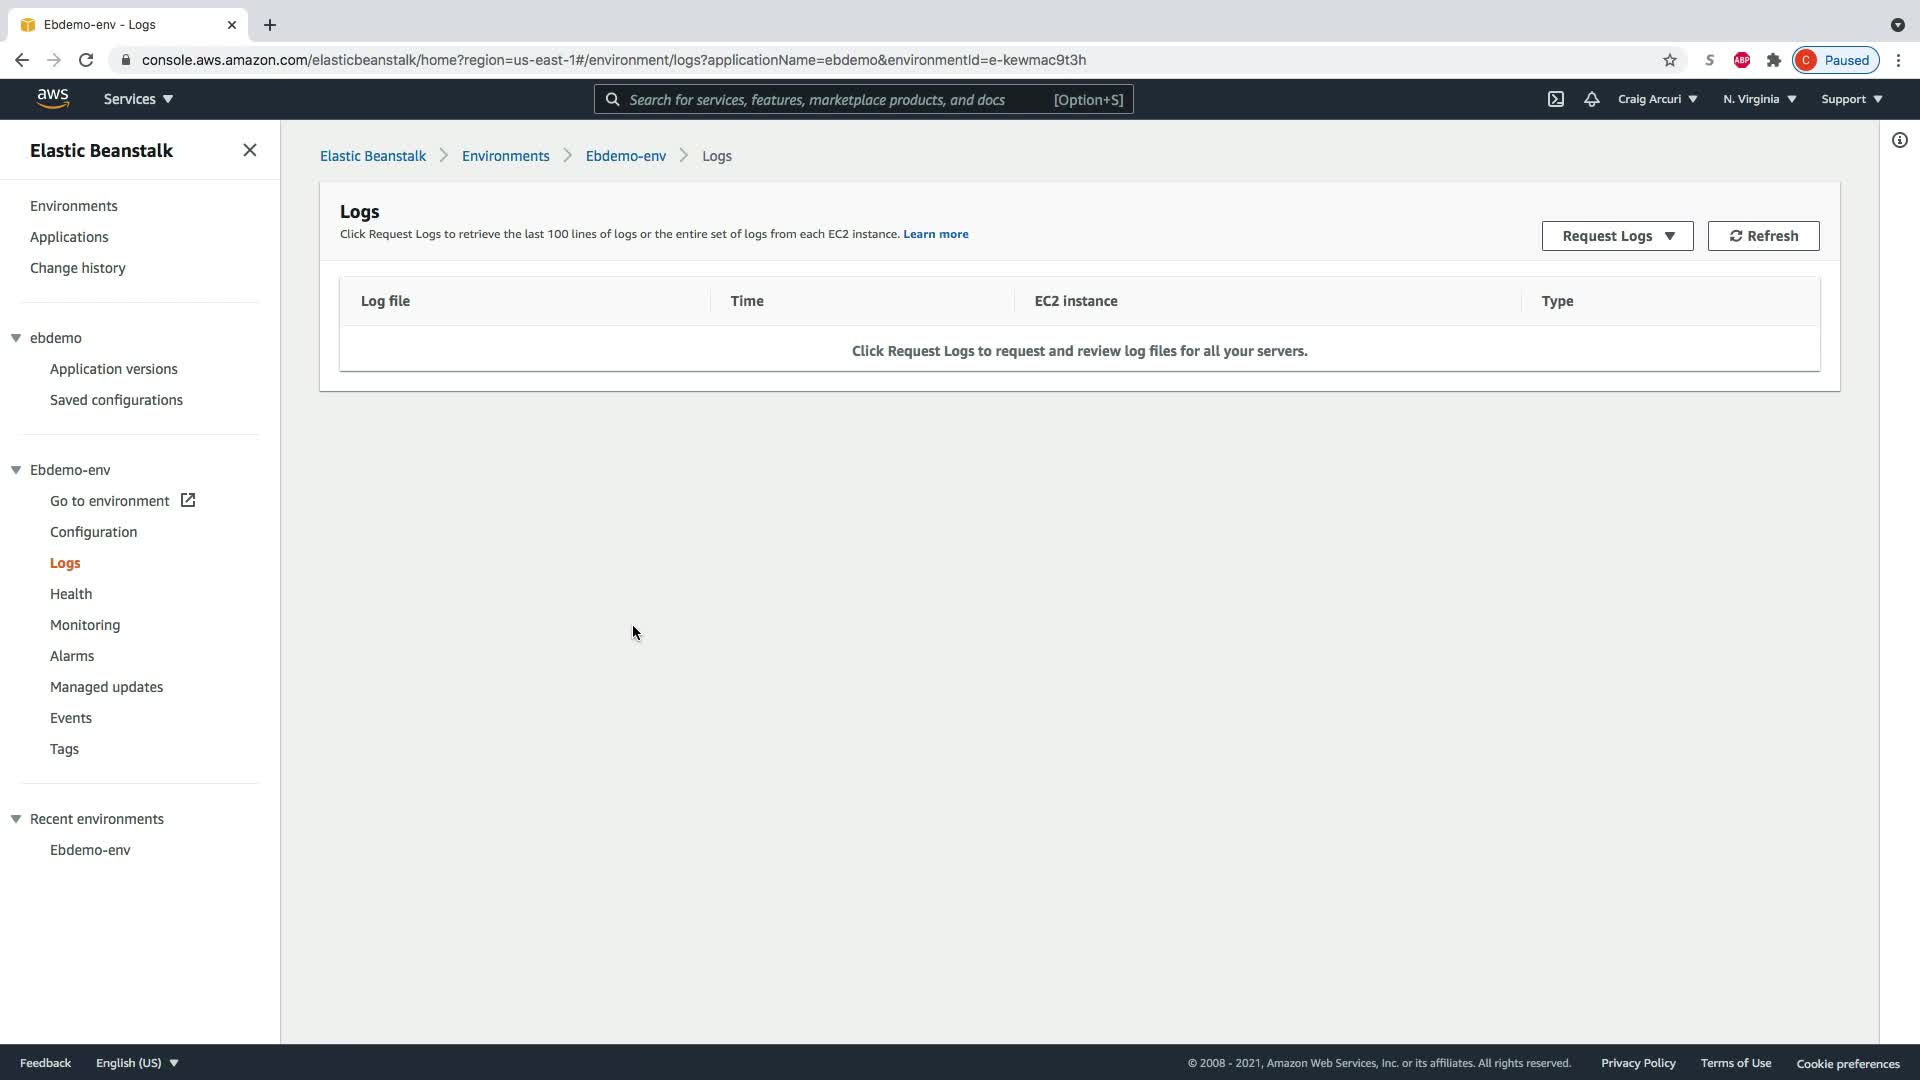 Ebdemo-env - Logs
console.aws.amazon.com/elasticbeanstalk/home?region=us-east-1#/environment/logs?applicationName=ebdemo&environmentId=e-kewmac9t3h
S
ABP
C
Paused
aws
Services
Search for services, features, marketplace products, and docs
[Option+S]
Craig Arcuri
N. Virginia
Support
Elastic Beanstalk
Environments
Applications
Change history
ebdemo
Application versions
Saved configurations
Ebdemo-env
Go to environment
Configuration
Logs
Health
Monitoring
Alarms
Managed updates
Events
Tags
Recent environments
Ebdemo-env
Elastic Beanstalk
Environments
Ebdemo-env
Logs
Logs
Click Request Logs to retrieve the last 100 lines of logs or the entire set of logs from each EC2 instance. Learn more
Request Logs
Refresh
Log file
Time
EC2 instance
Type
Click Request Logs to request and review log files for all your servers.
Feedback
English (US)
© 2008 - 2021, Amazon Web Services, Inc. or its affiliates. All rights reserved.
Privacy Policy
Terms of Use
Cookie preferences